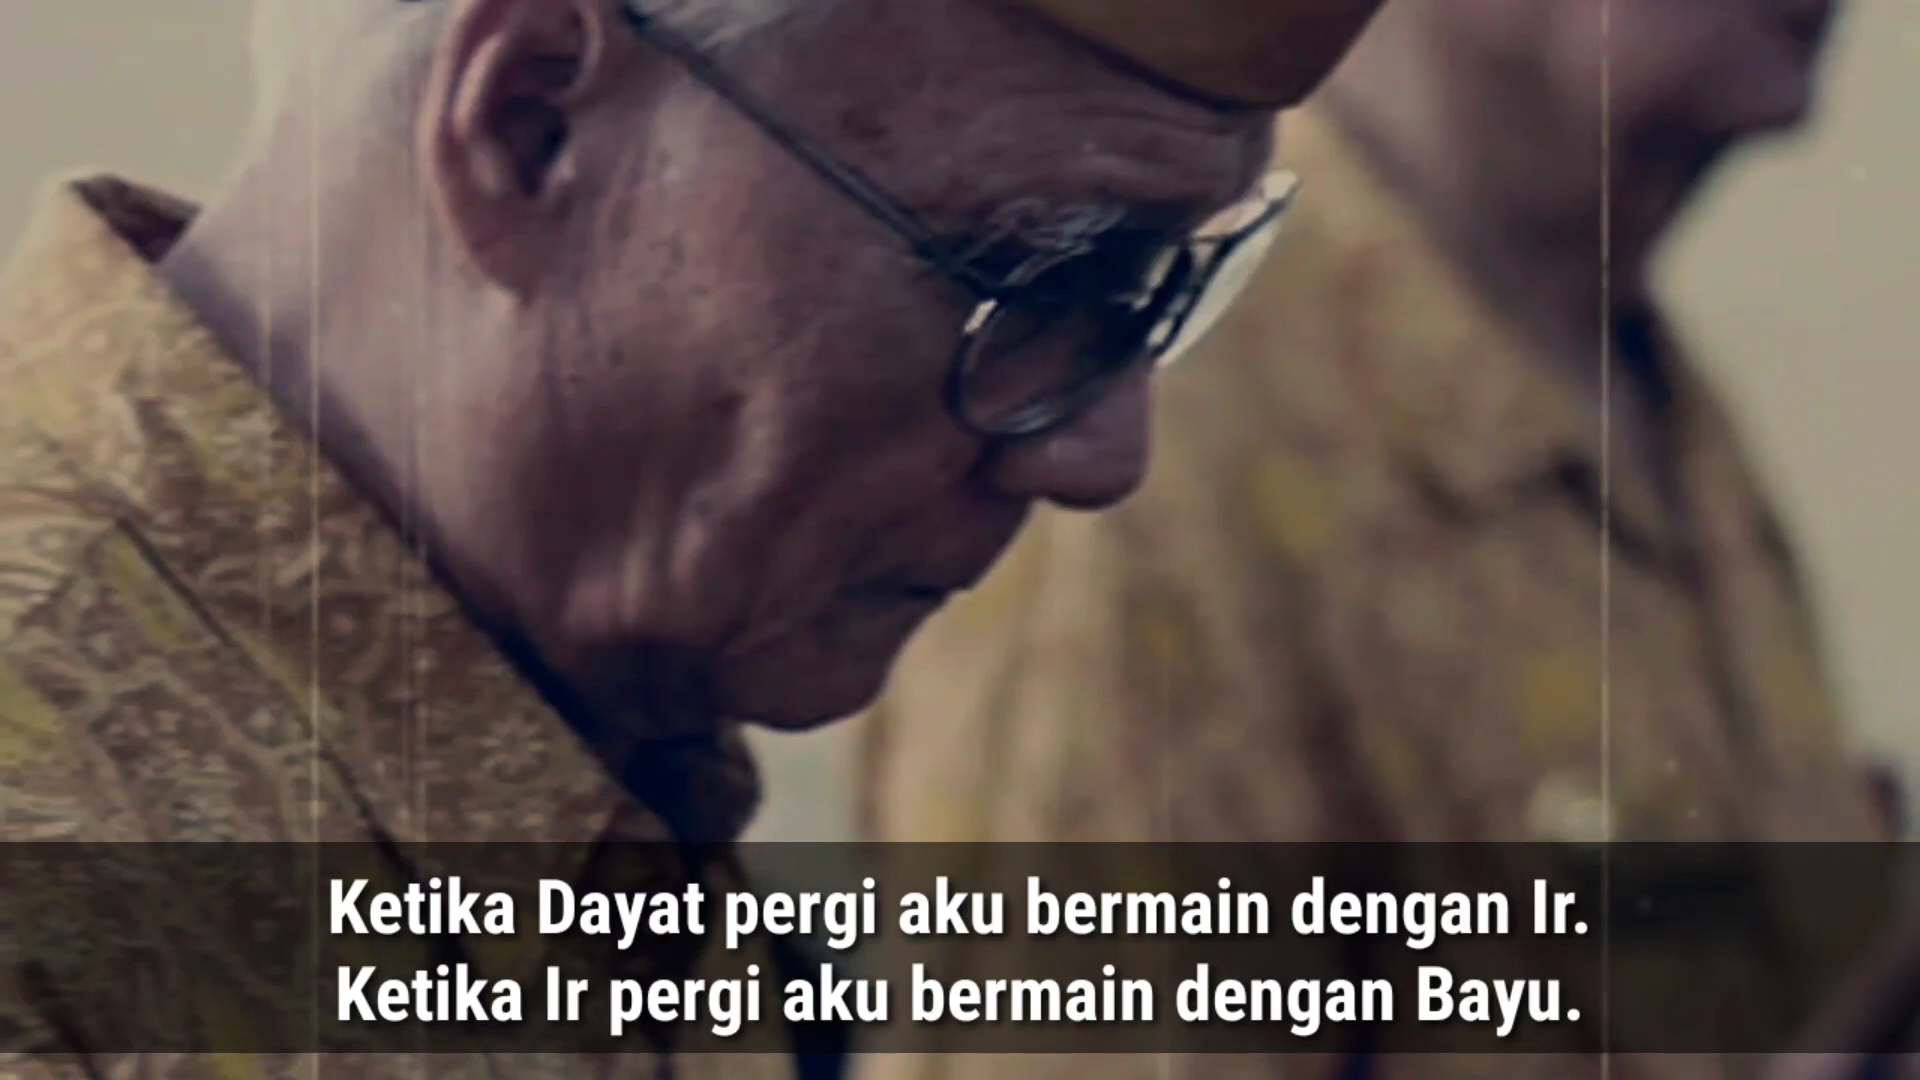 Ketika Dayat pergi aku bermain dengan Ir.
Ketika Ir pergi aku bermain dengan Bayu.